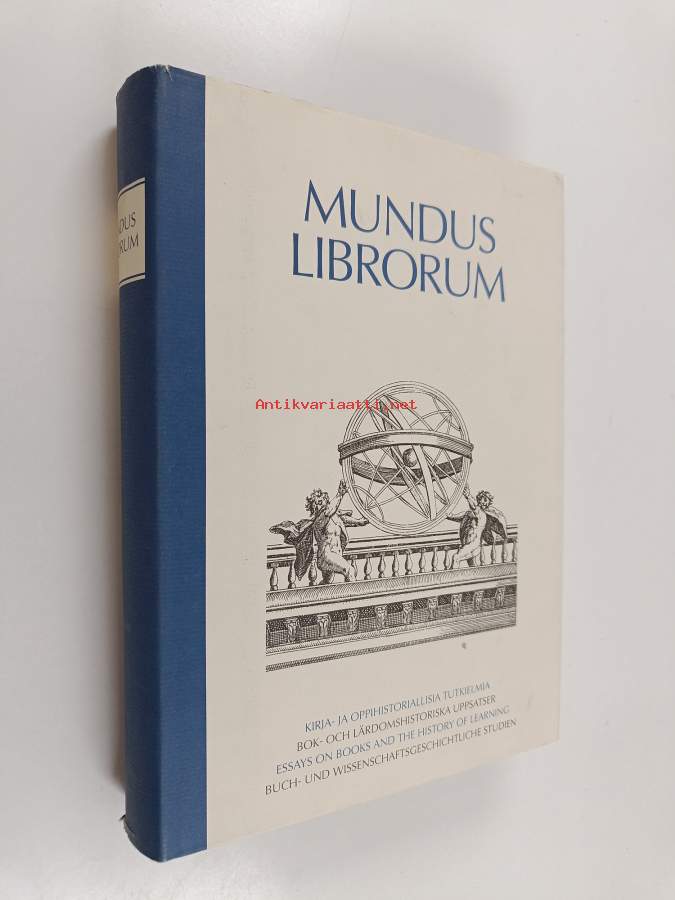 MUNDUS
LIBRORUM
Antikvariaatti.net
KIRJA- JA OPPIHISTORIALLISIA TUTKIELMIA
BOK- OCH LÄRDOMSHISTORISKA UPPSATSER
ESSAYS ON BOOKS AND THE HISTORY OF LEARNING
BUCH- UND WISSENSCHAFTSGESCHICHTLICHE STUDIEN